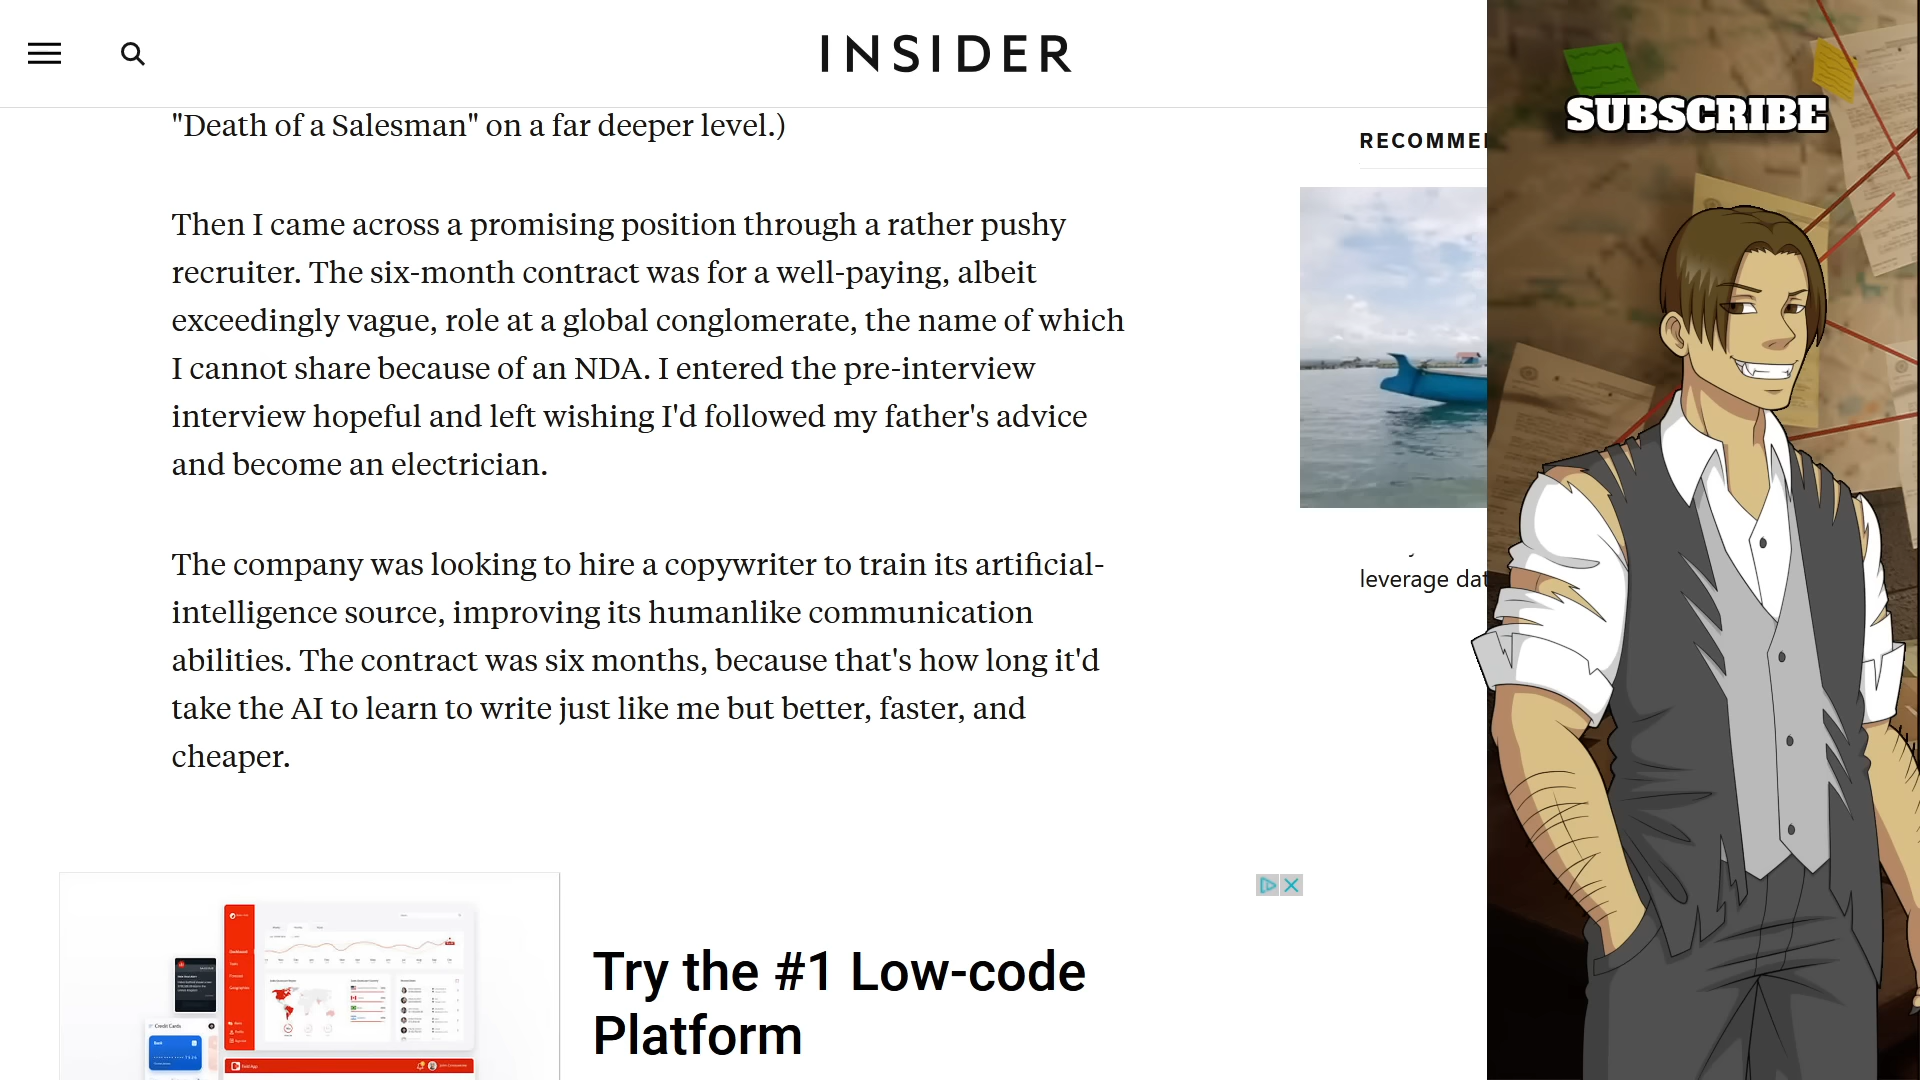 INSIDER
SUBSCRIBE
"Death of a Salesman" on a far deeper level.)
Then I came across a promising position through a rather pushy
recruiter. The six-month contract was for a well-paying, albeit
exceedingly vague, role at a global conglomerate, the name of which
I cannot share because of an NDA. I entered the pre-interview
interview hopeful and left wishing I'd followed my father's advice
and become an electrician.
The company was looking to hire a copywriter to train its artificial-
intelligence source, improving its humanlike communication
abilities. The contract was six months, because that's how long it'd
take the AI to learn to write just like me but better, faster, and
cheaper.
RECOMME
leverage dat
Credit Cards
Try the #1 Low-code
Platform